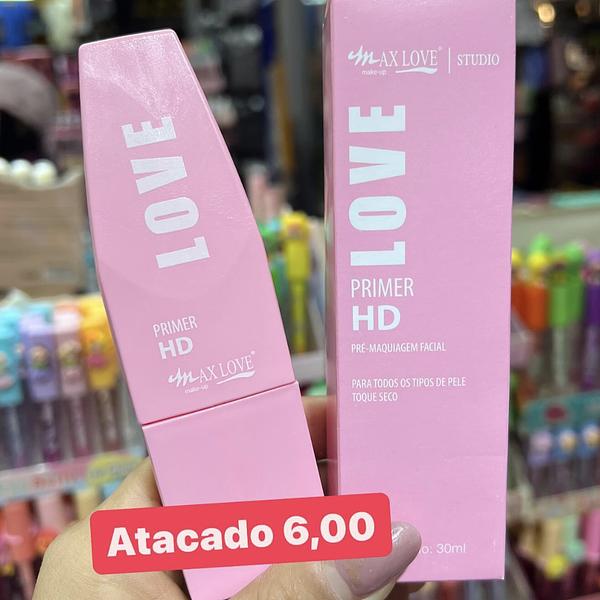 LOVE
PRIMER
HD
MAX LOVE®
make-up
MAX LOVE®
make-up
STUDIO
LOVE
PRIMER
HD
PRÉ-MAQUIAGEM FACIAL
PARA TODOS OS TIPOS DE PELE
TOQUE SECO
30ml
Atacado 6,00